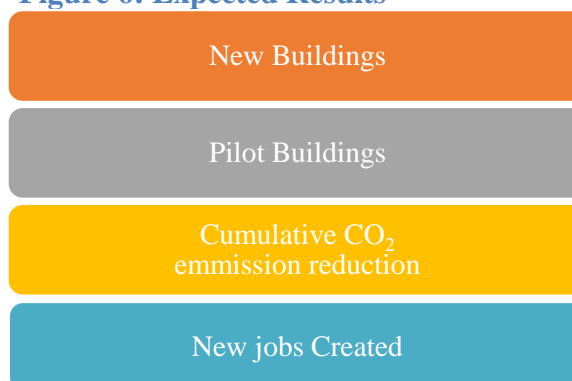 Figure 6: Expected Results
New Buildings
Pilot Buildings
Cumulative CO₂
emmission reduction
New jobs Created